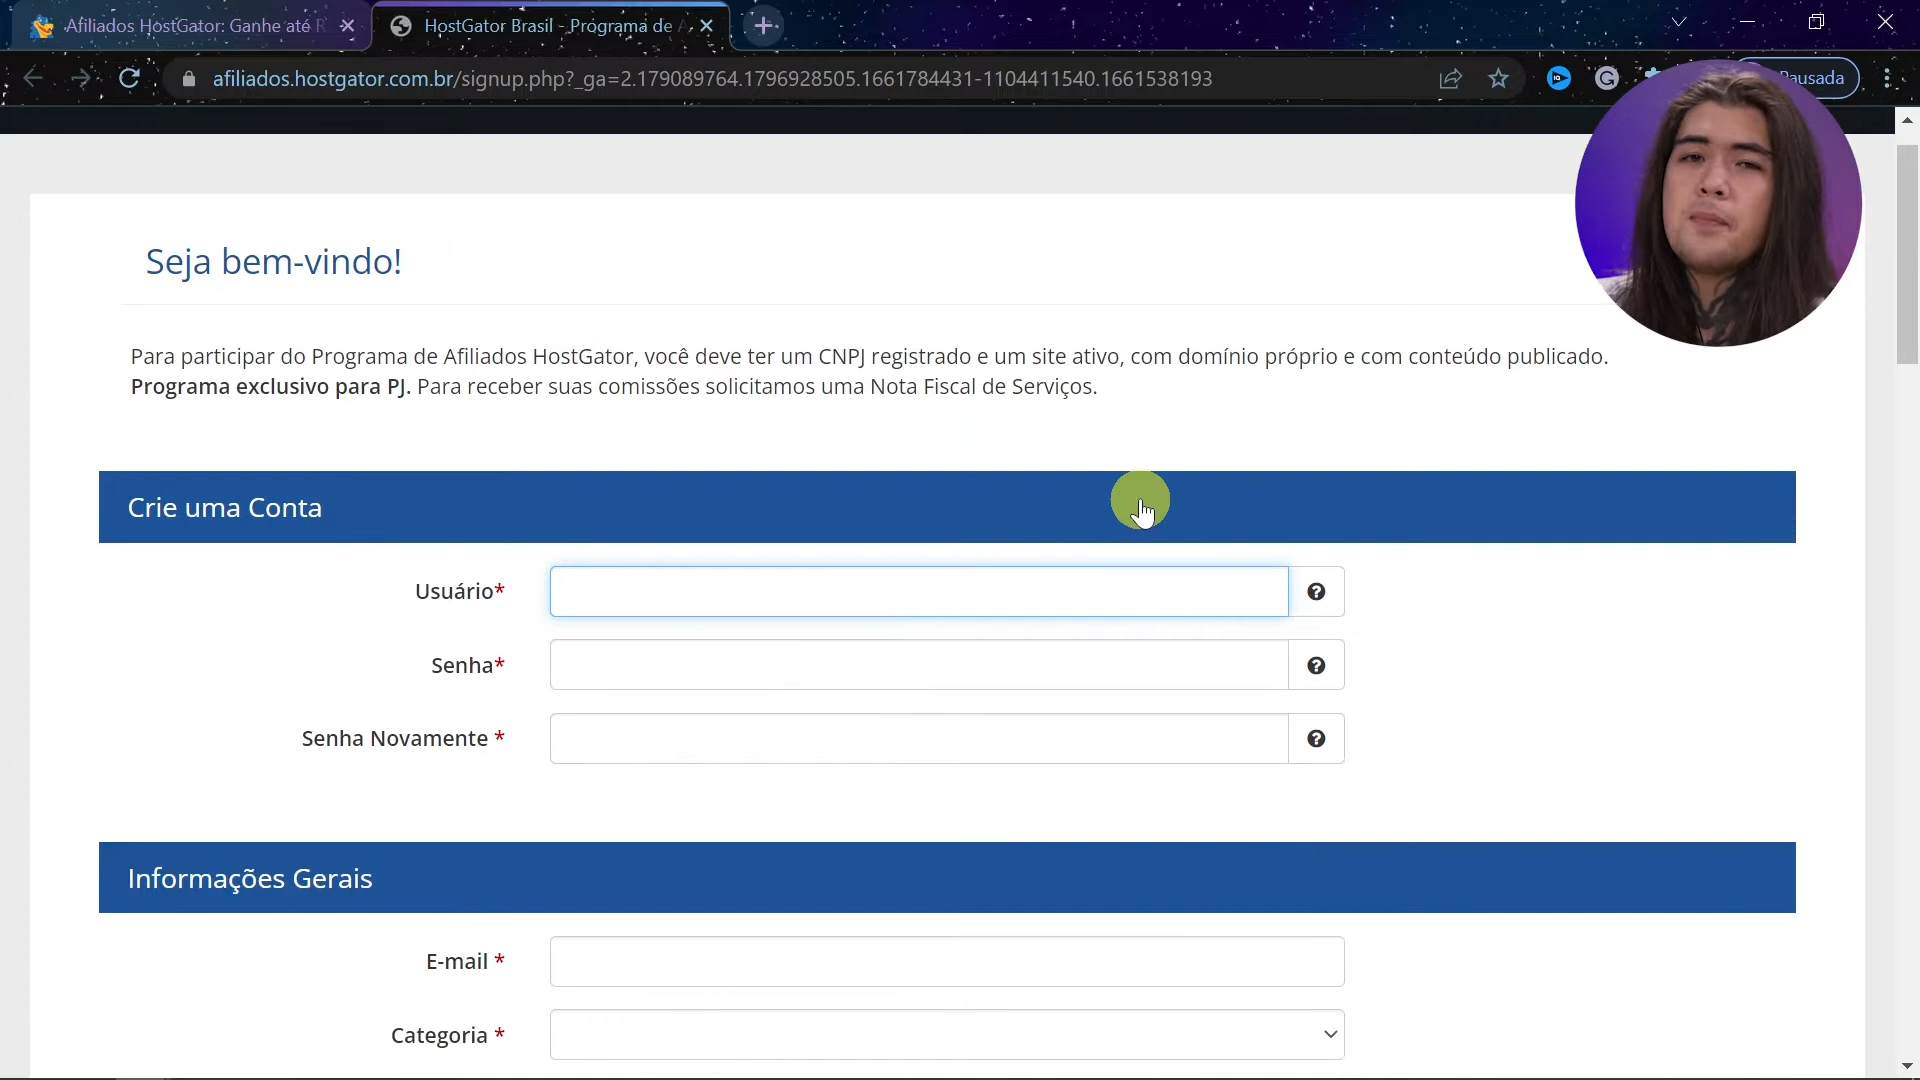 Afiliados HostGator: Ganhe até R
HostGator Brasil - Programa de A
afiliados.hostgator.com.br/signup.php?_ga=2.179089764.1796928505.1661784431-1104411540.1661538193
Pausada
Seja bem-vindo!
Para participar do Programa de Afiliados HostGator, você deve ter um CNPJ registrado e um site ativo, com domínio próprio e com conteúdo publicado.
Programa exclusivo para PJ. Para receber suas comissões solicitamos uma Nota Fiscal de Serviços.
Crie uma Conta
Usuário*
Senha*
Senha Novamente *
Informações Gerais
E-mail *
Categoria *